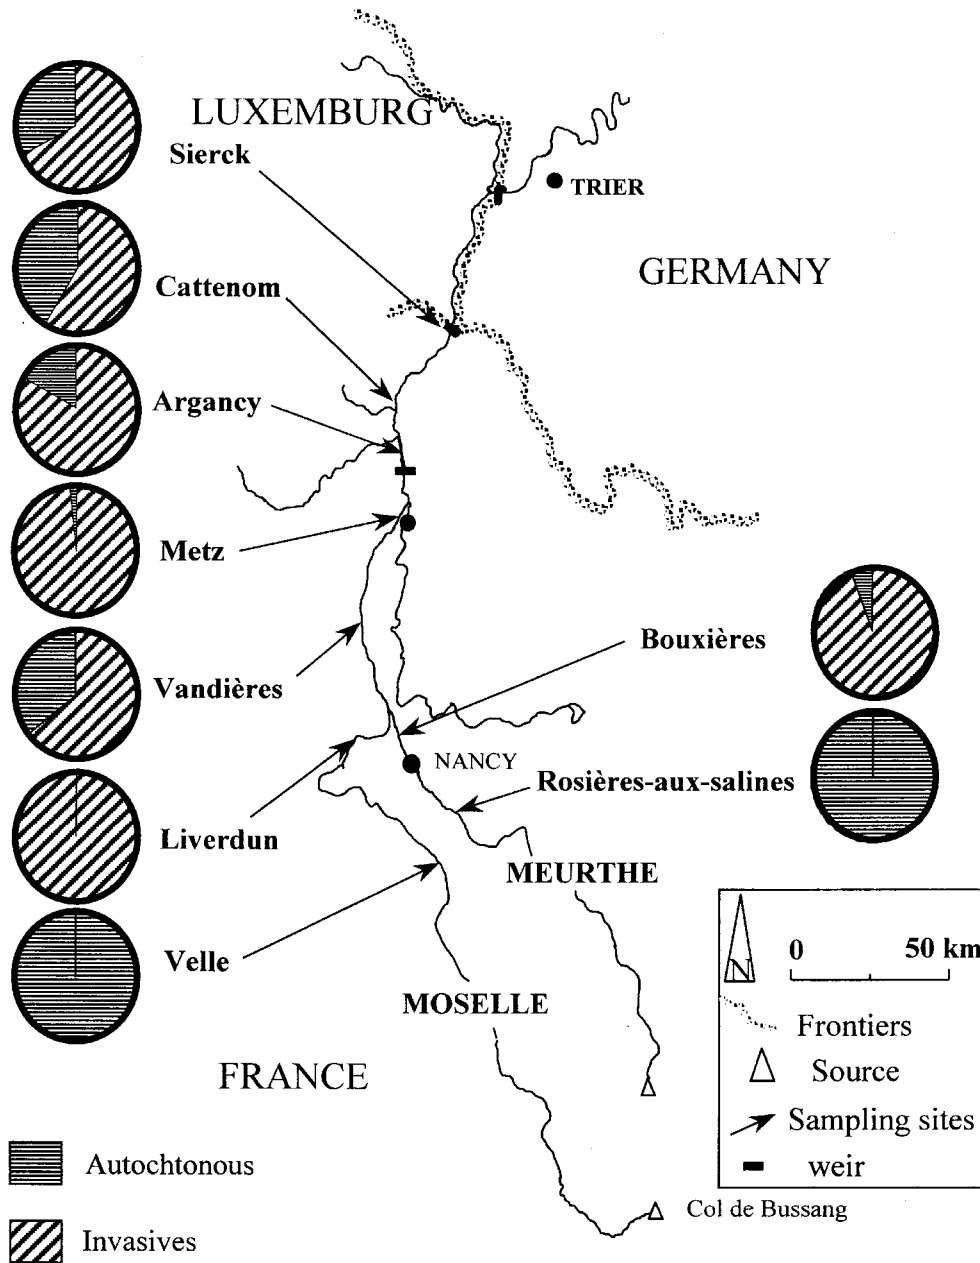 LUXEMBURG
Sierck
TRIER
GERMANY
Cattenom
Argancy
Metz
Bouxières
Vandières
NANCY
Rosières-aux-salines
Liverdun
MEURTHE
Velle
MOSELLE
0 50 km
N
Frontiers
FRANCE
Source
Sampling sites
Autochtonous
weir
Col de Bussang
Invasives